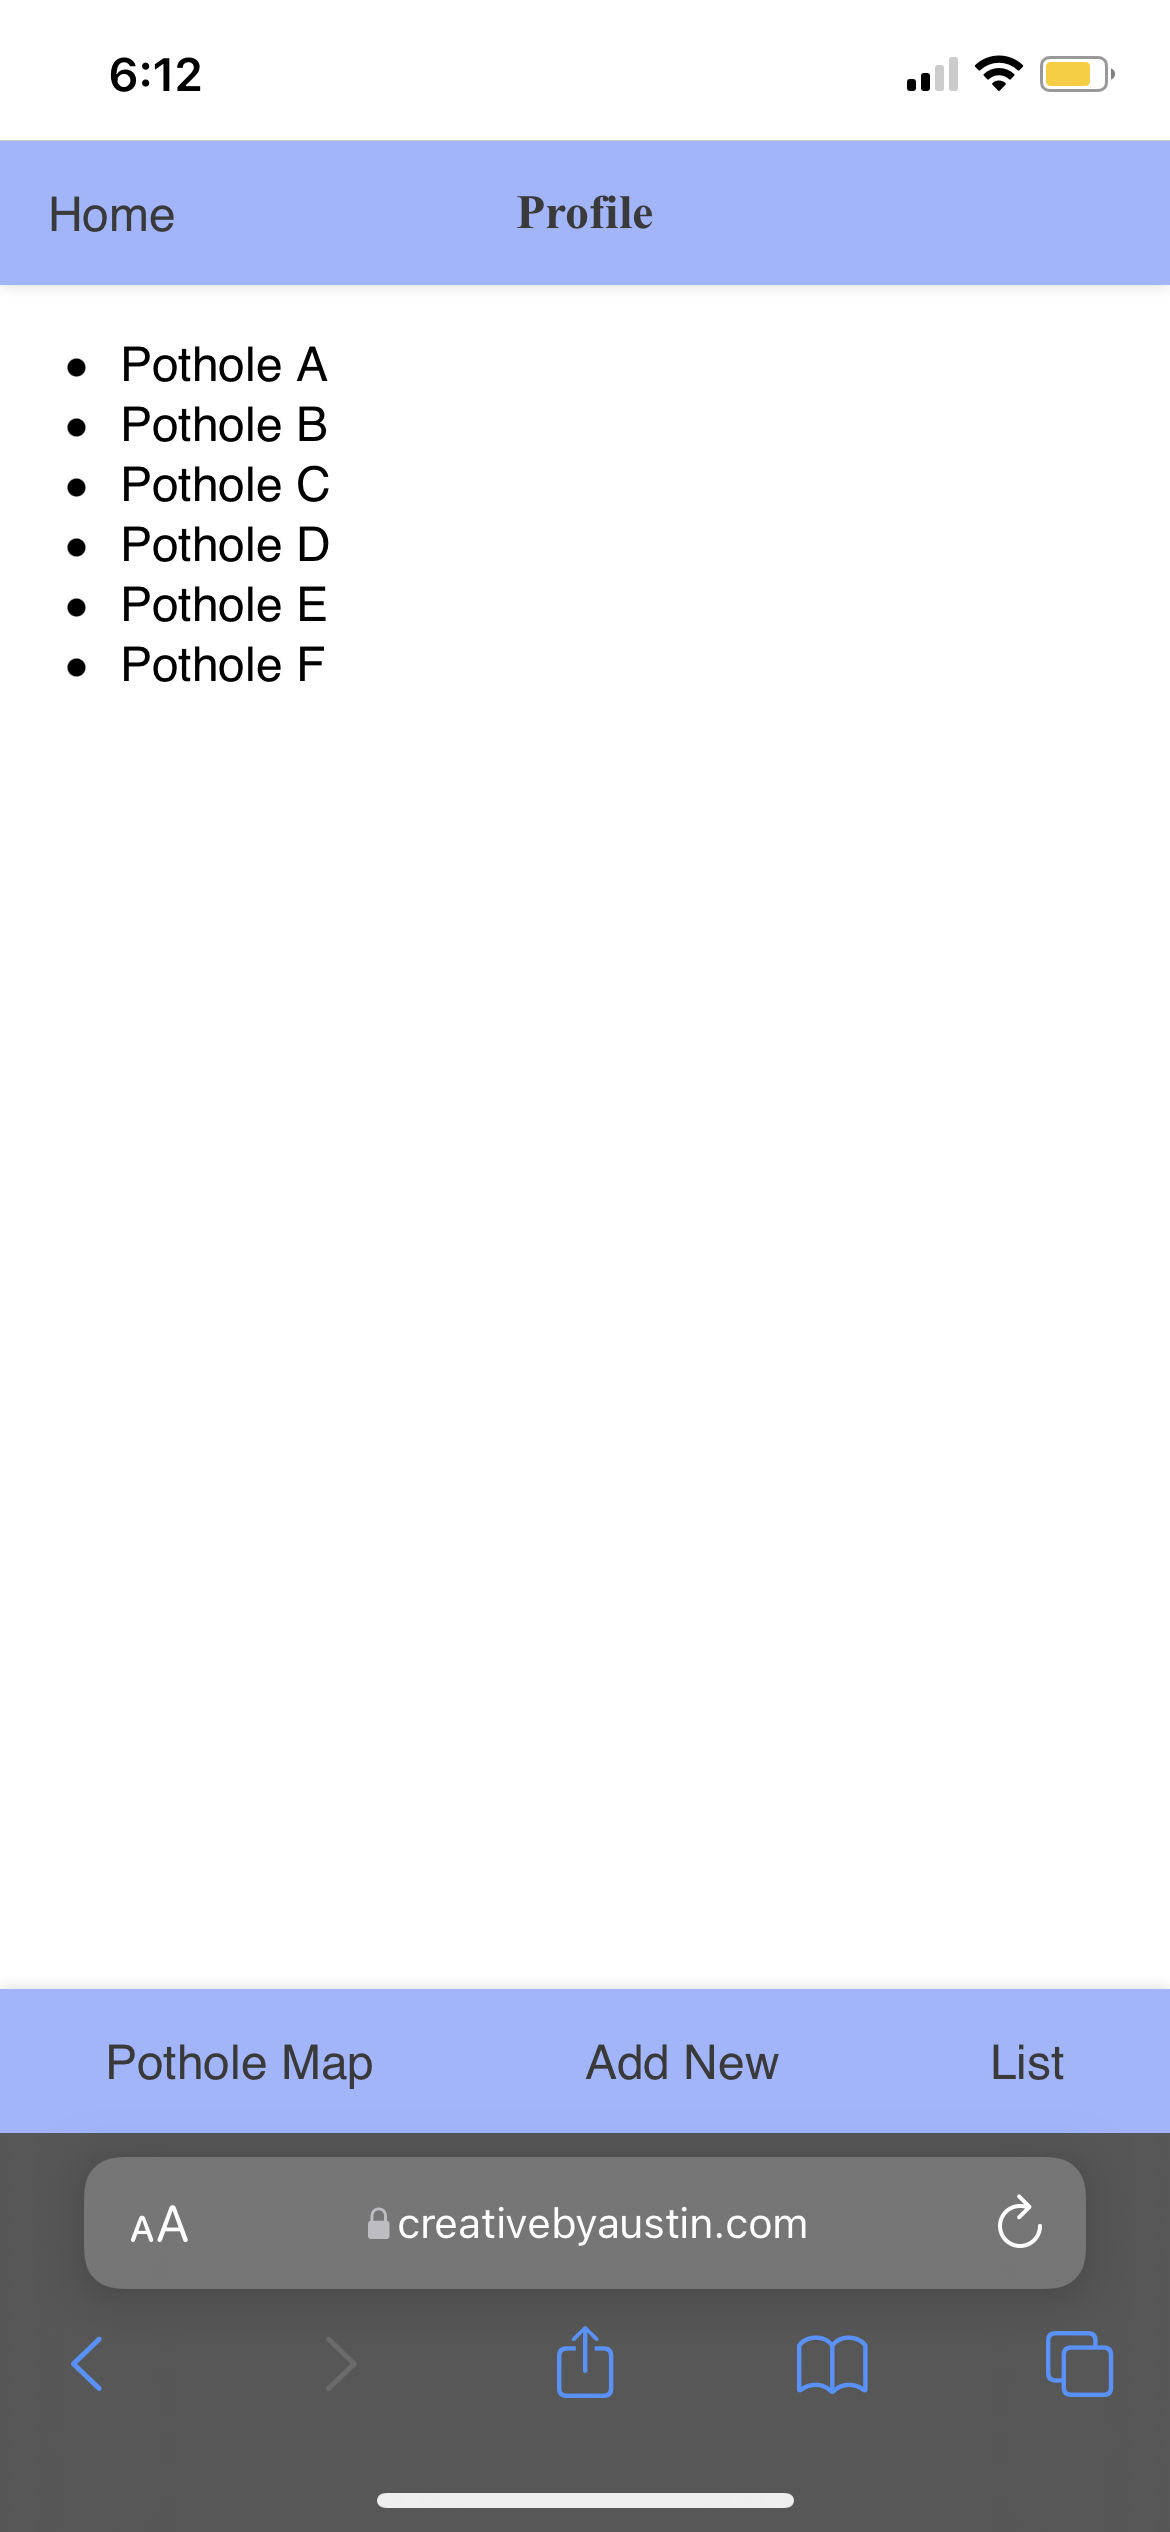 6:12
Home Profile
• Pothole A
• Pothole B
• Pothole C
• Pothole D
• Pothole E
• Pothole F
Pothole Map Add New List
AA creativebyaustin.com